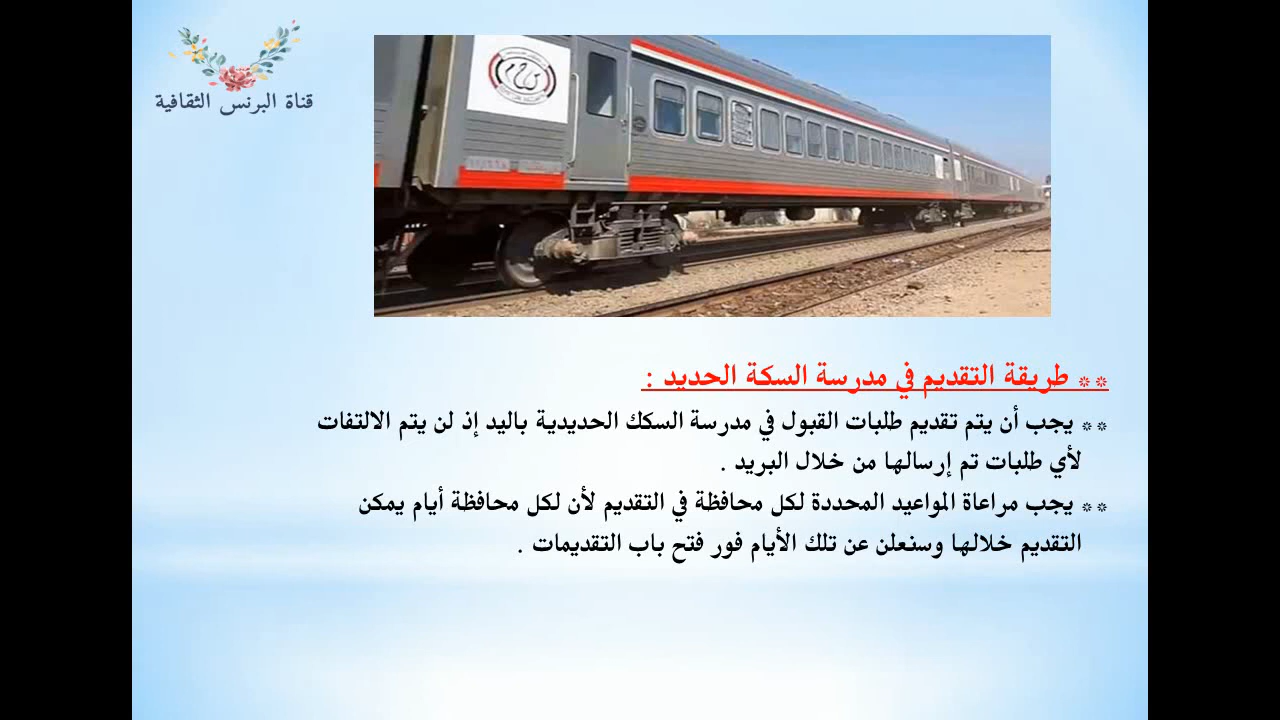 قناة البرنس الثقافية
** طريقة التقديم في مدرسة السكة الحديد :
** يجب أن يتم تقديم طلبات القبول في مدرسة السكك الحديدية باليد إذ لن يتم الالتفات
لأي طلبات تم إرسالها من خلال البريد .
** يجب مراعاة المواعيد المحددة لكل محافظة في التقديم لأن لكل محافظة أيام يمكن
التقديم خلالها وسنعلن عن تلك الأيام فور فتح باب التقديمات .